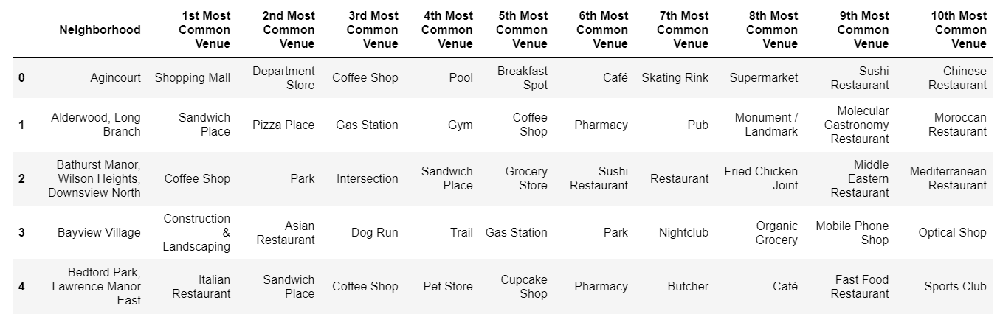 Neighborhood 1st Most Common Venue 2nd Most Common Venue 3rd Most Common Venue 4th Most Common Venue 5th Most Common Venue 6th Most Common Venue 7th Most Common Venue 8th Most Common Venue 9th Most Common Venue 10th Most Common Venue
0 Agincourt Shopping Mall Department Store Coffee Shop Pool Breakfast Spot Café Skating Rink Supermarket Sushi Restaurant Chinese Restaurant
1 Alderwood, Long Branch Sandwich Place Pizza Place Gas Station Gym Coffee Shop Pharmacy Pub Monument / Landmark Molecular Gastronomy Restaurant Moroccan Restaurant
2 Bathurst Manor, Wilson Heights, Downsview North Coffee Shop Park Intersection Sandwich Place Grocery Store Sushi Restaurant Restaurant Fried Chicken Joint Middle Eastern Restaurant Mediterranean Restaurant
3 Bayview Village Construction & Landscaping Asian Restaurant Dog Run Trail Gas Station Park Nightclub Organic Grocery Mobile Phone Shop Optical Shop
4 Bedford Park, Lawrence Manor East Italian Restaurant Sandwich Place Coffee Shop Pet Store Cupcake Shop Pharmacy Butcher Café Fast Food Restaurant Sports Club